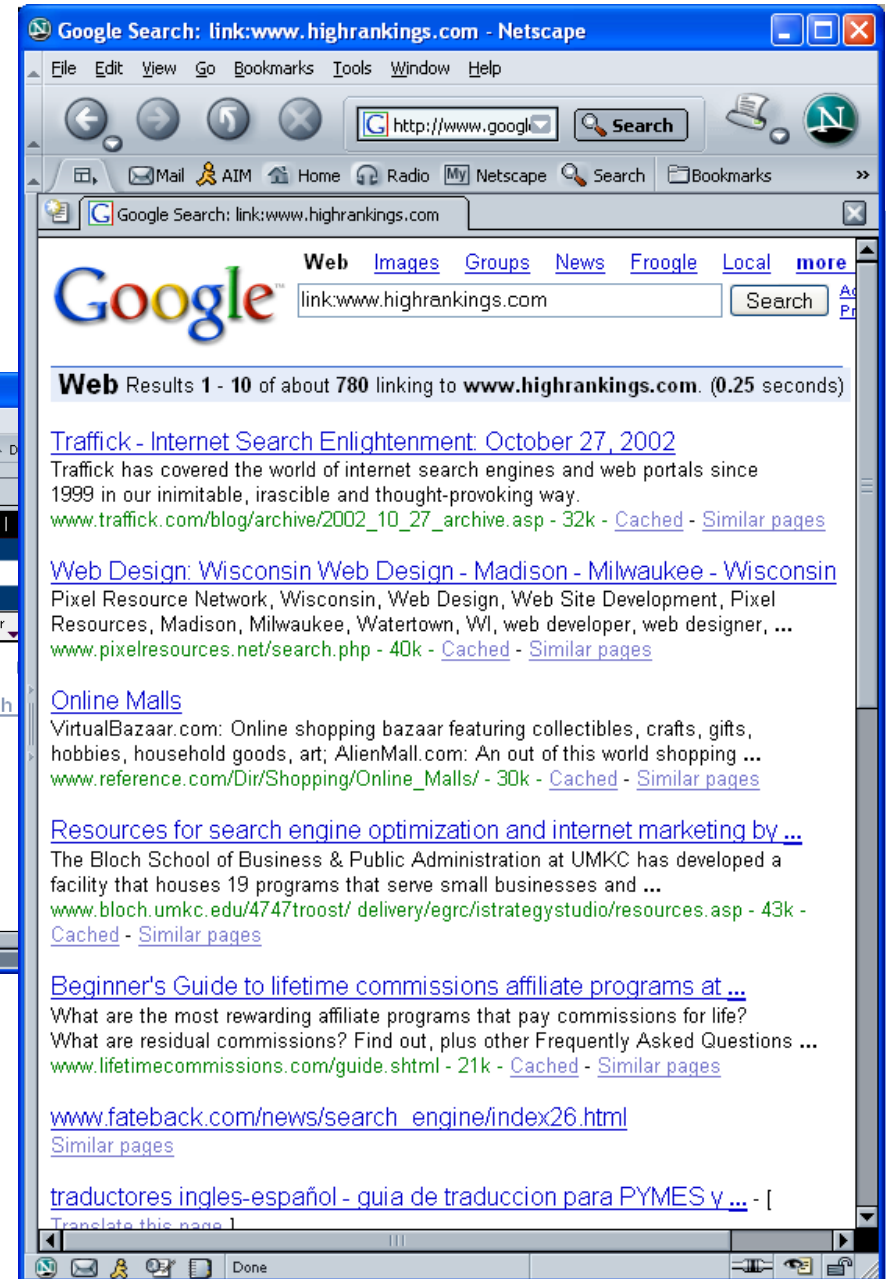 Google Search: link:www.highrankings.com - Netscape
File Edit View Go Bookmarks Tools Window Help
http://www.googl Search N
Mail AIM Home Radio My Netscape Search Bookmarks »
Google Search: link:www.highrankings.com
Web Images Groups News Froogle Local more
Google™ link:www.highrankings.com Search
Web Results 1 - 10 of about 780 linking to www.highrankings.com. (0.25 seconds)
Traffick - Internet Search Enlightenment: October 27, 2002
Traffick has covered the world of internet search engines and web portals since
1999 in our inimitable, irascible and thought-provoking way.
www.traffick.com/blog/archive/2002_10_27_archive.asp - 32k - Cached - Similar pages
Web Design: Wisconsin Web Design - Madison - Milwaukee - Wisconsin
Pixel Resource Network, Wisconsin, Web Design, Web Site Development, Pixel
Resources, Madison, Milwaukee, Watertown, WI, web developer, web designer, ...
www.pixelresources.net/search.php - 40k - Cached - Similar pages
Online Malls
VirtualBazaar.com: Online shopping bazaar featuring collectibles, crafts, gifts,
hobbies, household goods, art; AlienMall.com: An out of this world shopping ...
www.reference.com/Dir/Shopping/Online_Malls/ - 30k - Cached - Similar pages
Resources for search engine optimization and internet marketing by ...
The Bloch School of Business & Public Administration at UMKC has developed a
facility that houses 19 programs that serve small businesses and ...
www.bloch.umkc.edu/4747troost/ delivery/egrc/istrategystudio/resources.asp - 43k -
Cached - Similar pages
Beginner's Guide to lifetime commissions affiliate programs at ...
What are the most rewarding affiliate programs that pay commissions for life?
What are residual commissions? Find out, plus other Frequently Asked Questions ...
www.lifetimecommissions.com/guide.shtml - 21k - Cached - Similar pages
www.fateback.com/news/search_engine/index26.html
Similar pages
traductores ingles-español - guia de traduccion para PYMES y ... - [
Translate this page ]
Done